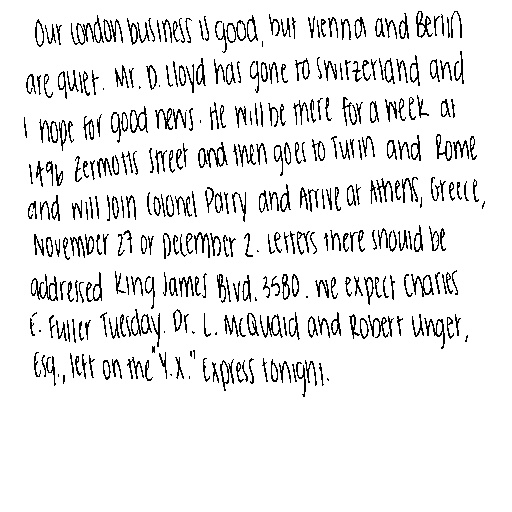 Our London business is good, but Vienna and Berlin
are quiet. Mr. D. Lloyd has gone to Switzerland and
I hope for good news. He will be there for a week at
1496 Zermott Street and then goes to Turin and Rome
and will join Colonel Parry and Arrive at Athens, Greece,
November 27 or December 2. Letters there should be
addressed King James Blvd. 3580. We expect Charles
E. Fuller Tuesday. Dr. L. McQuaid and Robert Unger,
Esq., left on the "Y.X." Express tonight.